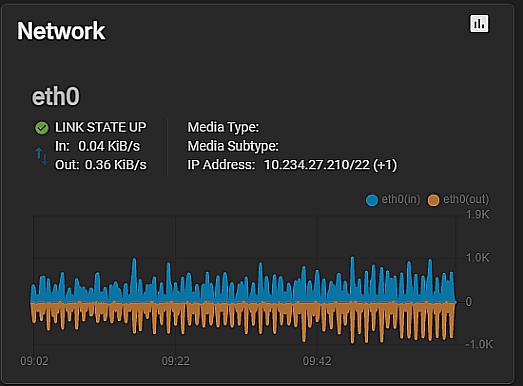 Network
eth0
LINK STATE UP
In: 0.04 KiB/s
Out: 0.36 KiB/s
Media Type:
Media Subtype:
IP Address: 10.234.27.210/22 (+1)
eth0(in) eth0(out)
1.9K
1.0K
0
-1.0K
09:02 09:22 09:42